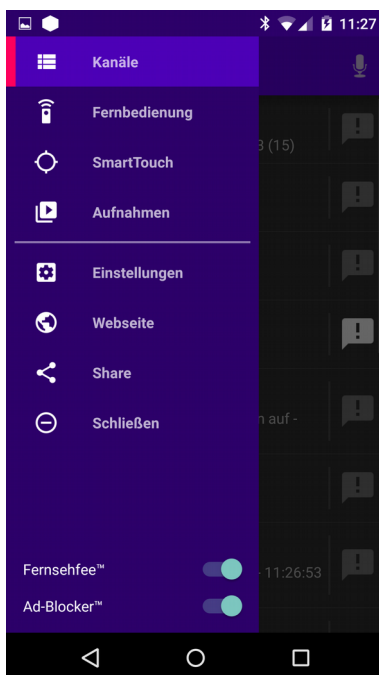 11:27
Kanäle
Fernbedienung
3 (15)
SmartTouch
Aufnahmen
Einstellungen
Webseite
Share
Schließen
n auf -
Fernsehfee™
- 11:26:53
Ad-Blocker™